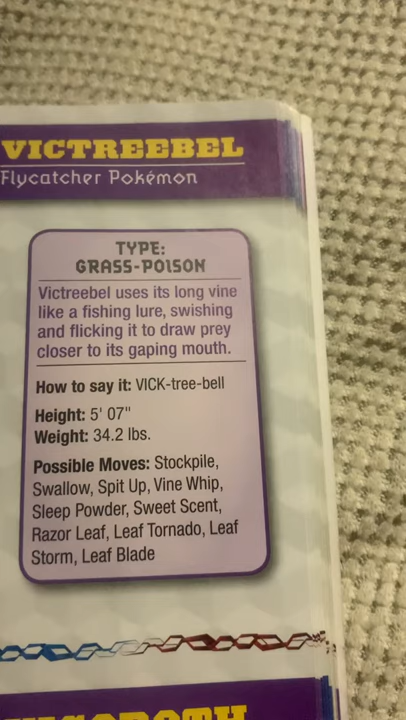 VICTREEBEL
Flycatcher Pokémon
TYPE:
GRASS-POISON
Victreebel uses its long vine
like a fishing lure, swishing
and flicking it to draw prey
closer to its gaping mouth.
How to say it: VICK-tree-bell
Height: 5' 07"
Weight: 34.2 lbs.
Possible Moves: Stockpile,
Swallow, Spit Up, Vine Whip,
Sleep Powder, Sweet Scent,
Razor Leaf, Leaf Tornado, Leaf
Storm, Leaf Blade